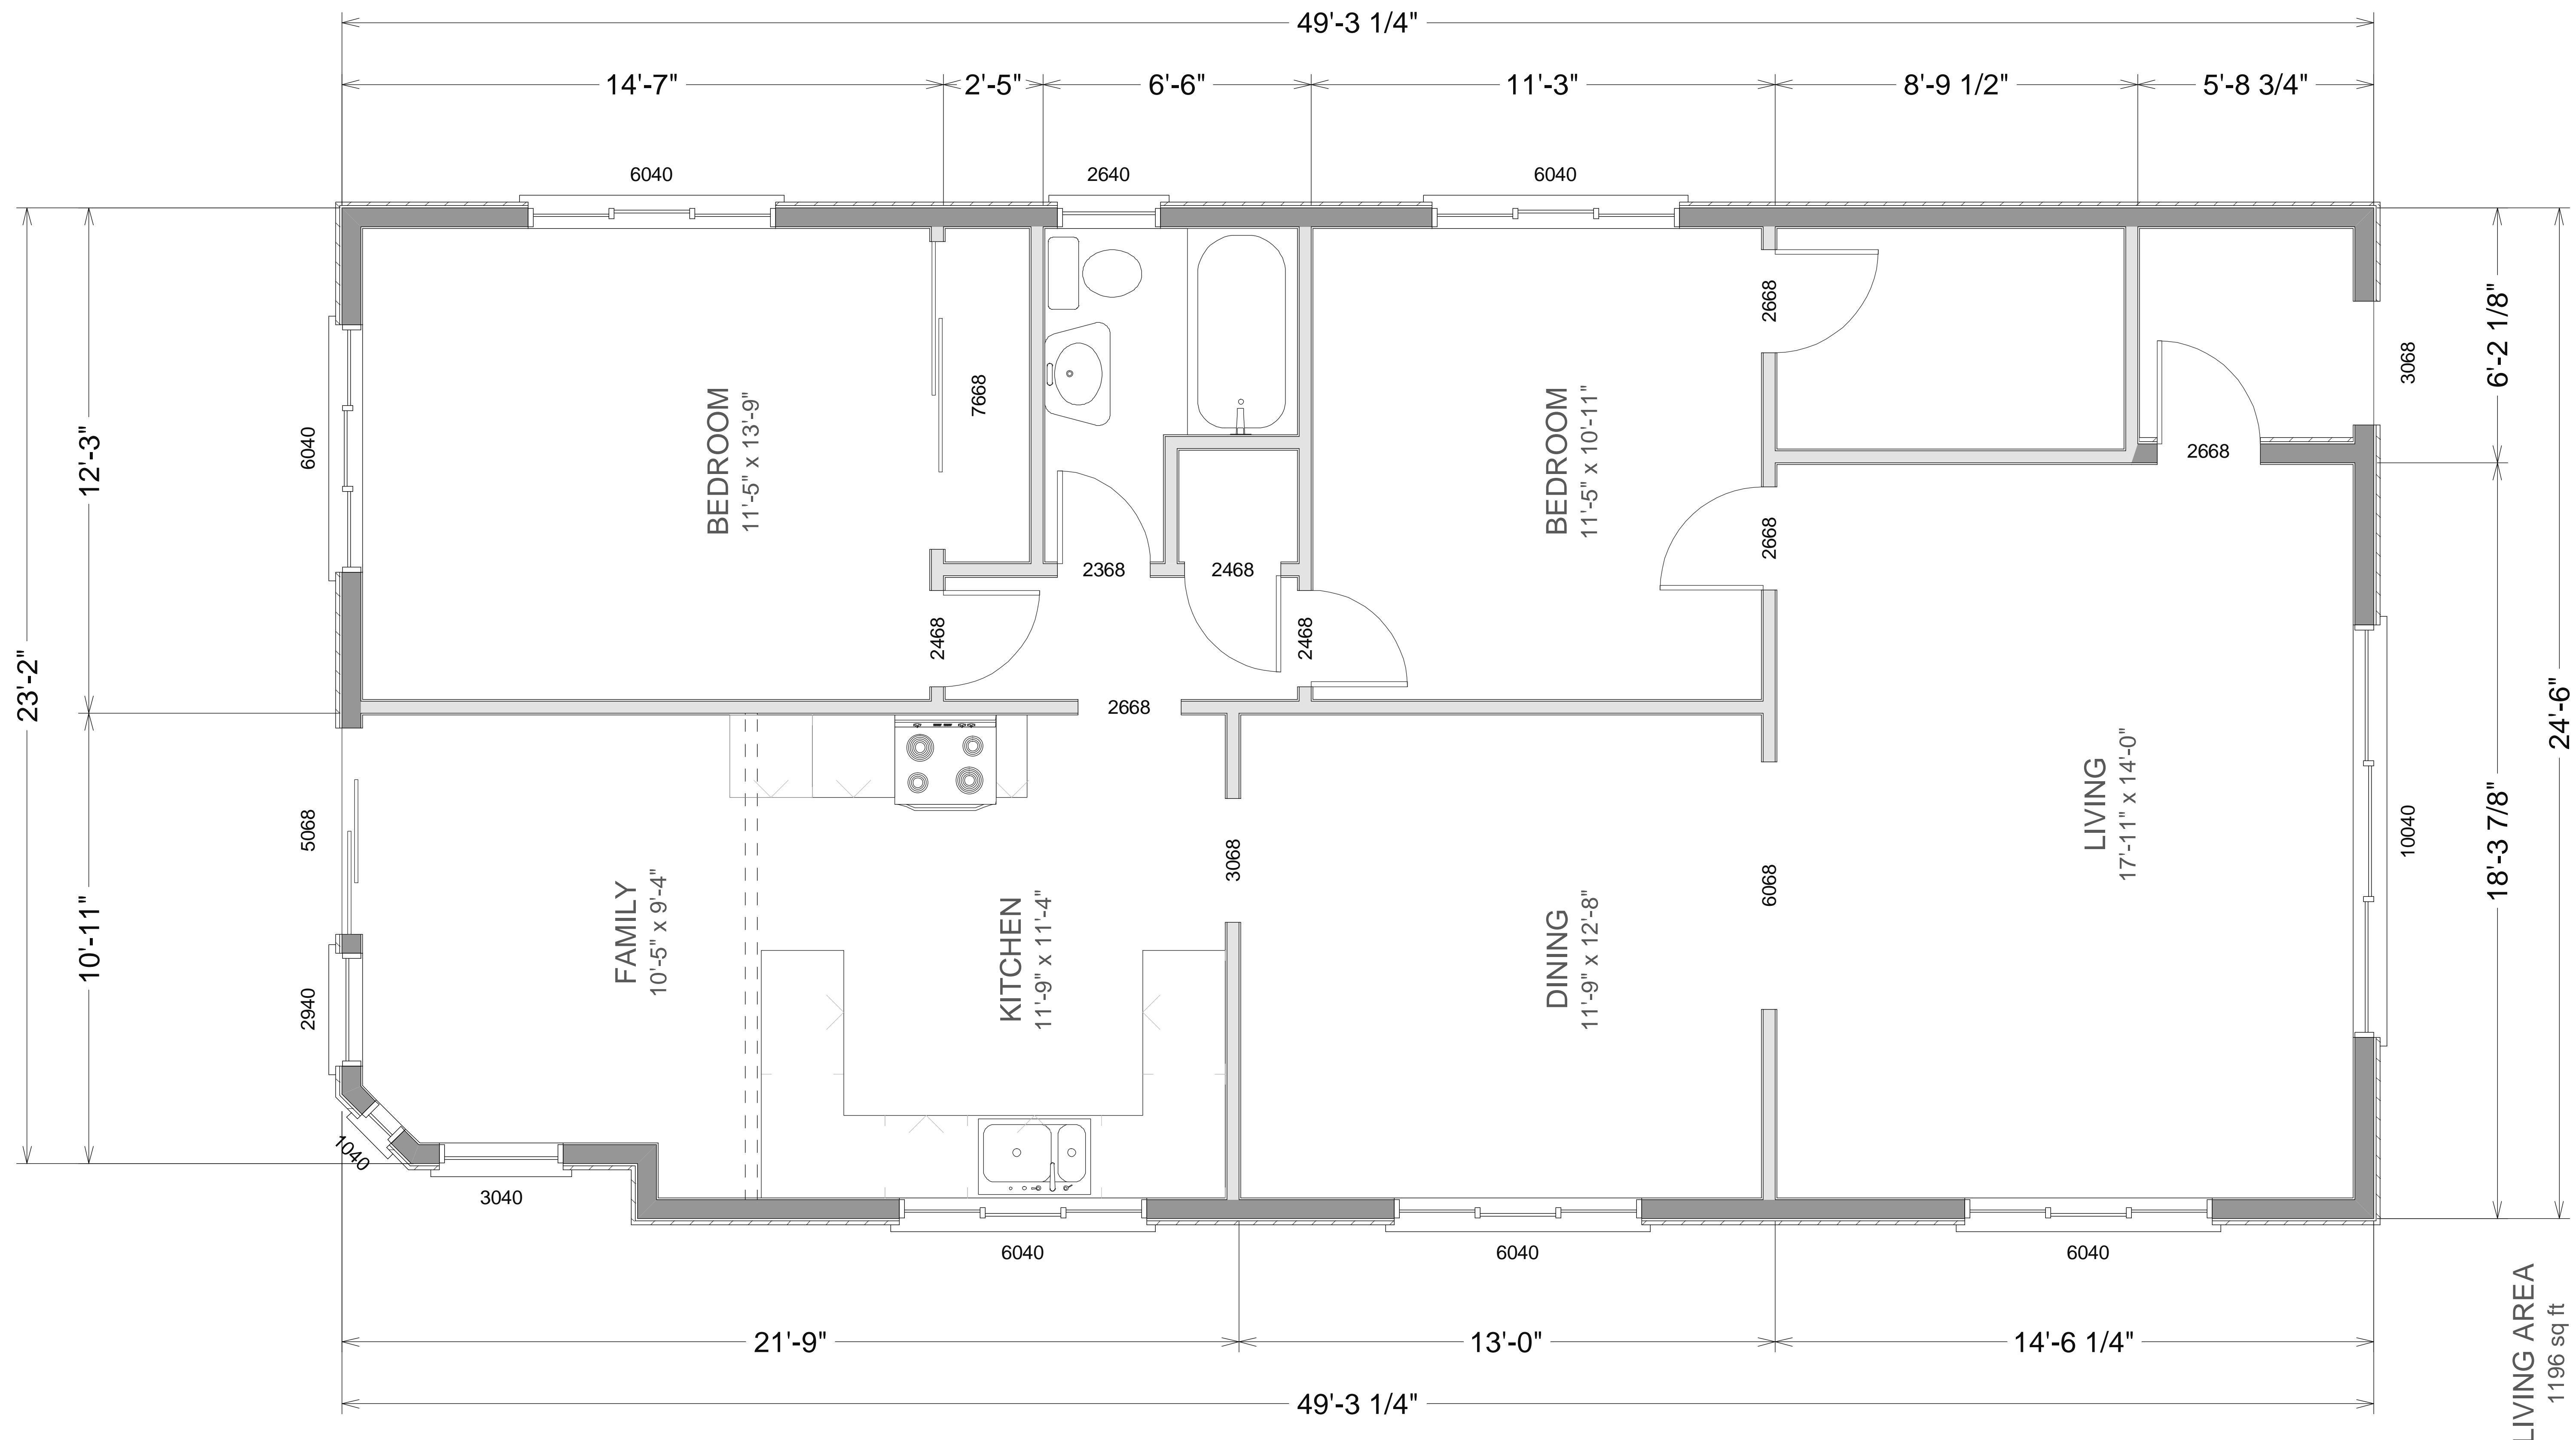 49'-3 1/4"
14'-7"
2'-5"
6'-6"
11'-3"
8'-9 1/2"
5'-8 3/4"
6040
2640
6040
23'-2"
12'-3"
10'-11"
6040
5068
2940
1040
3040
BEDROOM
11'-5" x 13'-9"
7668
2368
2468
2468
2468
2668
BEDROOM
11'-5" x 10'-11"
2668
2668
2668
3068
6'-2 1/8"
24'-6"
18'-3 7/8"
10040
FAMILY
10'-5" x 9'-4"
KITCHEN
11'-9" x 11'-4"
3068
DINING
11'-9" x 12'-8"
6068
LIVING
17'-11" x 14'-0"
6040
6040
6040
21'-9"
13'-0"
14'-6 1/4"
49'-3 1/4"
LIVING AREA
1196 sq ft